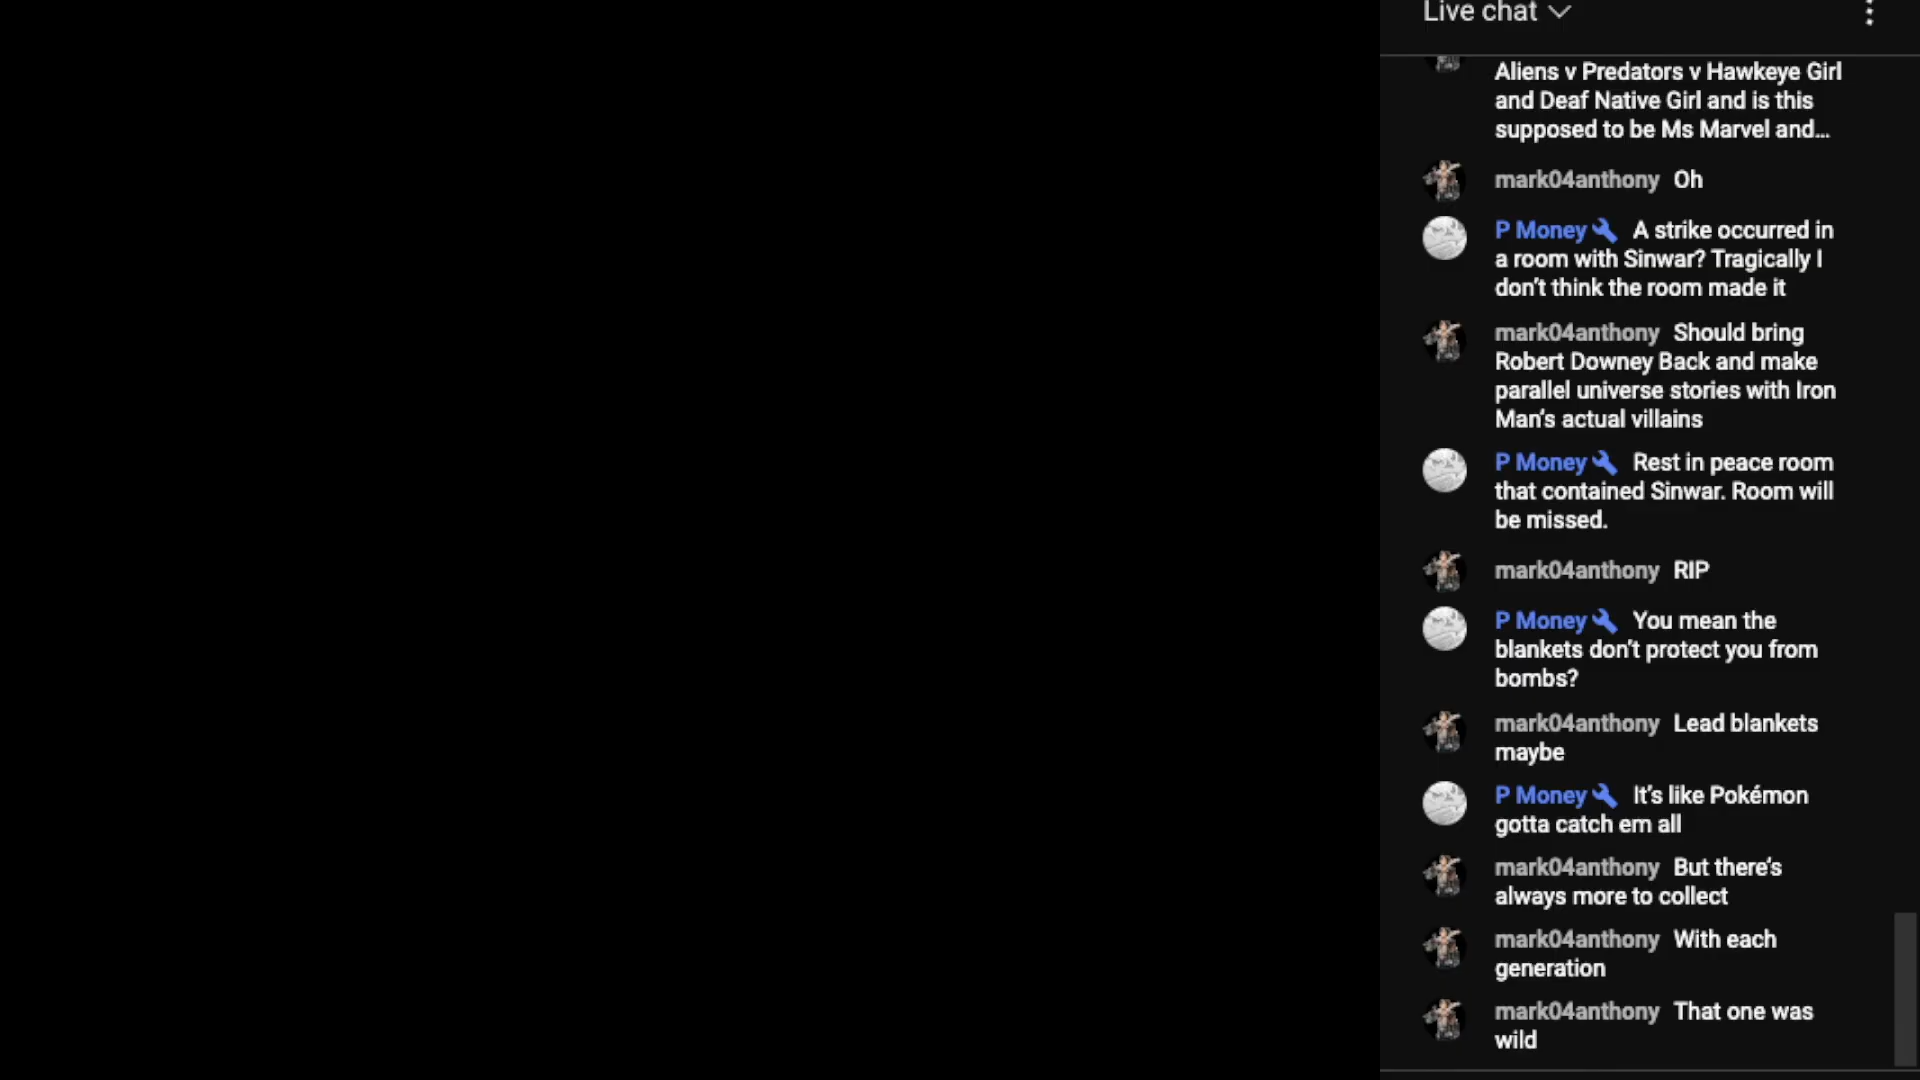 Live chat
Aliens v Predators v Hawkeye Girl
and Deaf Native Girl and is this
supposed to be Ms Marvel and…
mark04anthony Oh
P Money A strike occurred in
a room with Sinwar? Tragically I
don't think the room made it
mark04anthony Should bring
Robert Downey Back and make
parallel universe stories with Iron
Man's actual villains
P Money Rest in peace room
that contained Sinwar. Room will
be missed.
mark04anthony RIP
P Money You mean the
blankets don't protect you from
bombs?
mark04anthony Lead blankets
maybe
P Money It's like Pokémon
gotta catch em all
mark04anthony But there's
always more to collect
mark04anthony With each
generation
mark04anthony That one was
wild